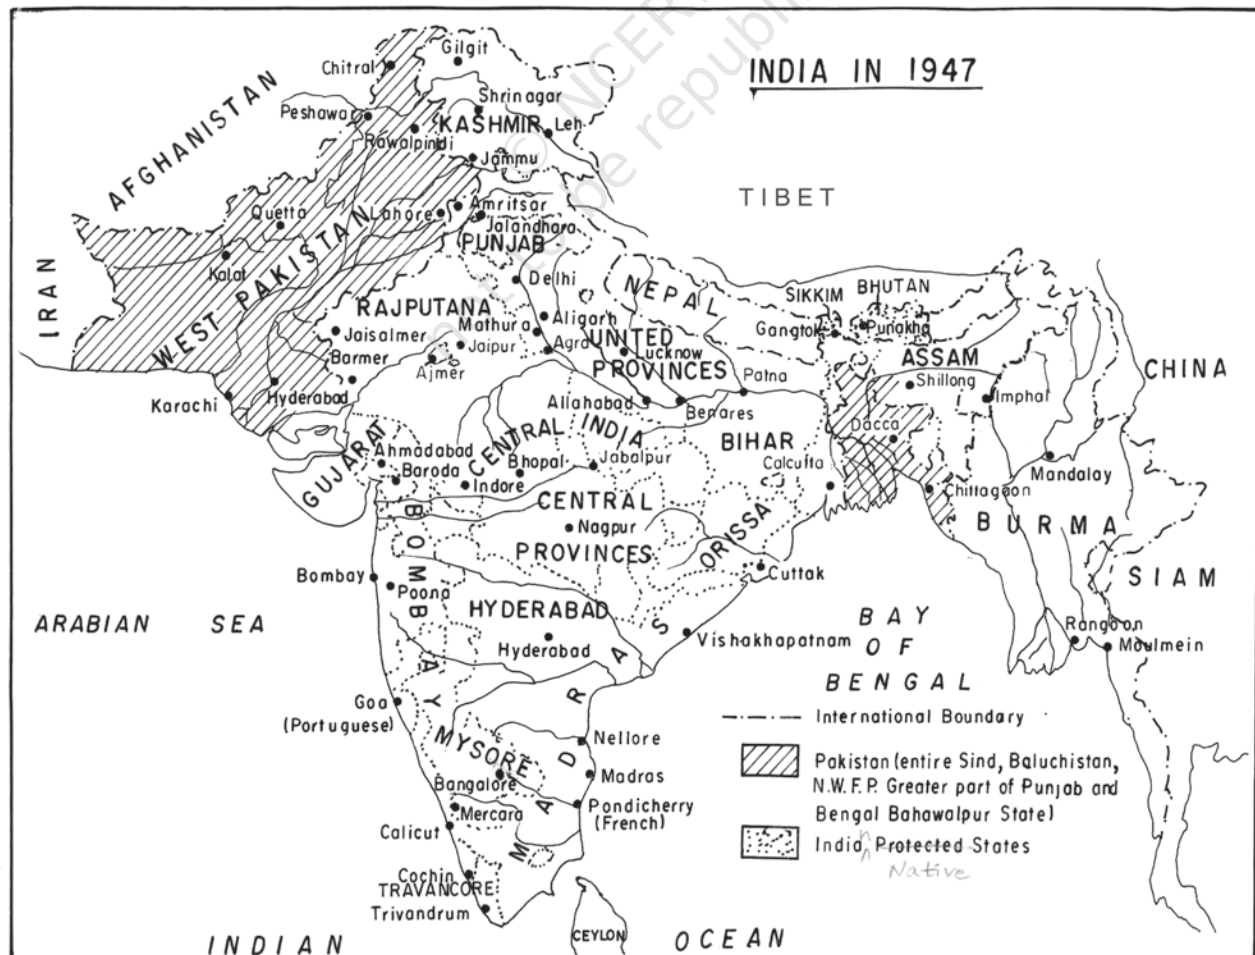 INDIA IN 1947
© NCERT
not to be republi
Gilgit
Chitral
Shrinagar
Peshawar
KASHMIR
Leh
Rawalpindi
Jammu
AFGHANISTAN
TIBET
Quetta
Lahore
Amritsar
Jalandhara
PUNJAB
Kalat
WEST PAKISTAN
IRAN
Delhi
NEPAL
SIKKIM
BHUTAN
RAJPUTANA
Aligarh
Gangtok
Punakha
Jaisalmer
Mathura
UNITED
Jaipur
Agra
Lucknow
ASSAM
Barmer
PROVINCES
Shillong
CHINA
Ajmer
Patna
Imphal
Karachi
Hyderabad
Allahabad
Benares
Dacca
CENTRAL INDIA
BIHAR
GUJARAT
Ahmadabad
Baroda
Bhopal
Jabalpur
Calcutta
Mandalay
Indore
CENTRAL
Chittagoon
Nagpur
BURMA
PROVINCES
ORISSA
BOMBAY
Bombay
Cuttak
SIAM
Poona
HYDERABAD
ARABIAN SEA
Hyderabad
Vishakhapatnam
BAY
OF
BENGAL
Rangoon
Moulmein
Goa
(Portuguese)
MADRAS
MYSORE
Nellore
Bangalore
Madras
Mercara
Pondicherry
(French)
Calicut
Cochin
TRAVANCORE
Trivandrum
CEYLON
INDIAN OCEAN
International Boundary
Pakistan (entire Sind, Baluchistan,
N.W.F.P. Greater part of Punjab and
Bengal Bahawalpur State)
India n Protected States
Native